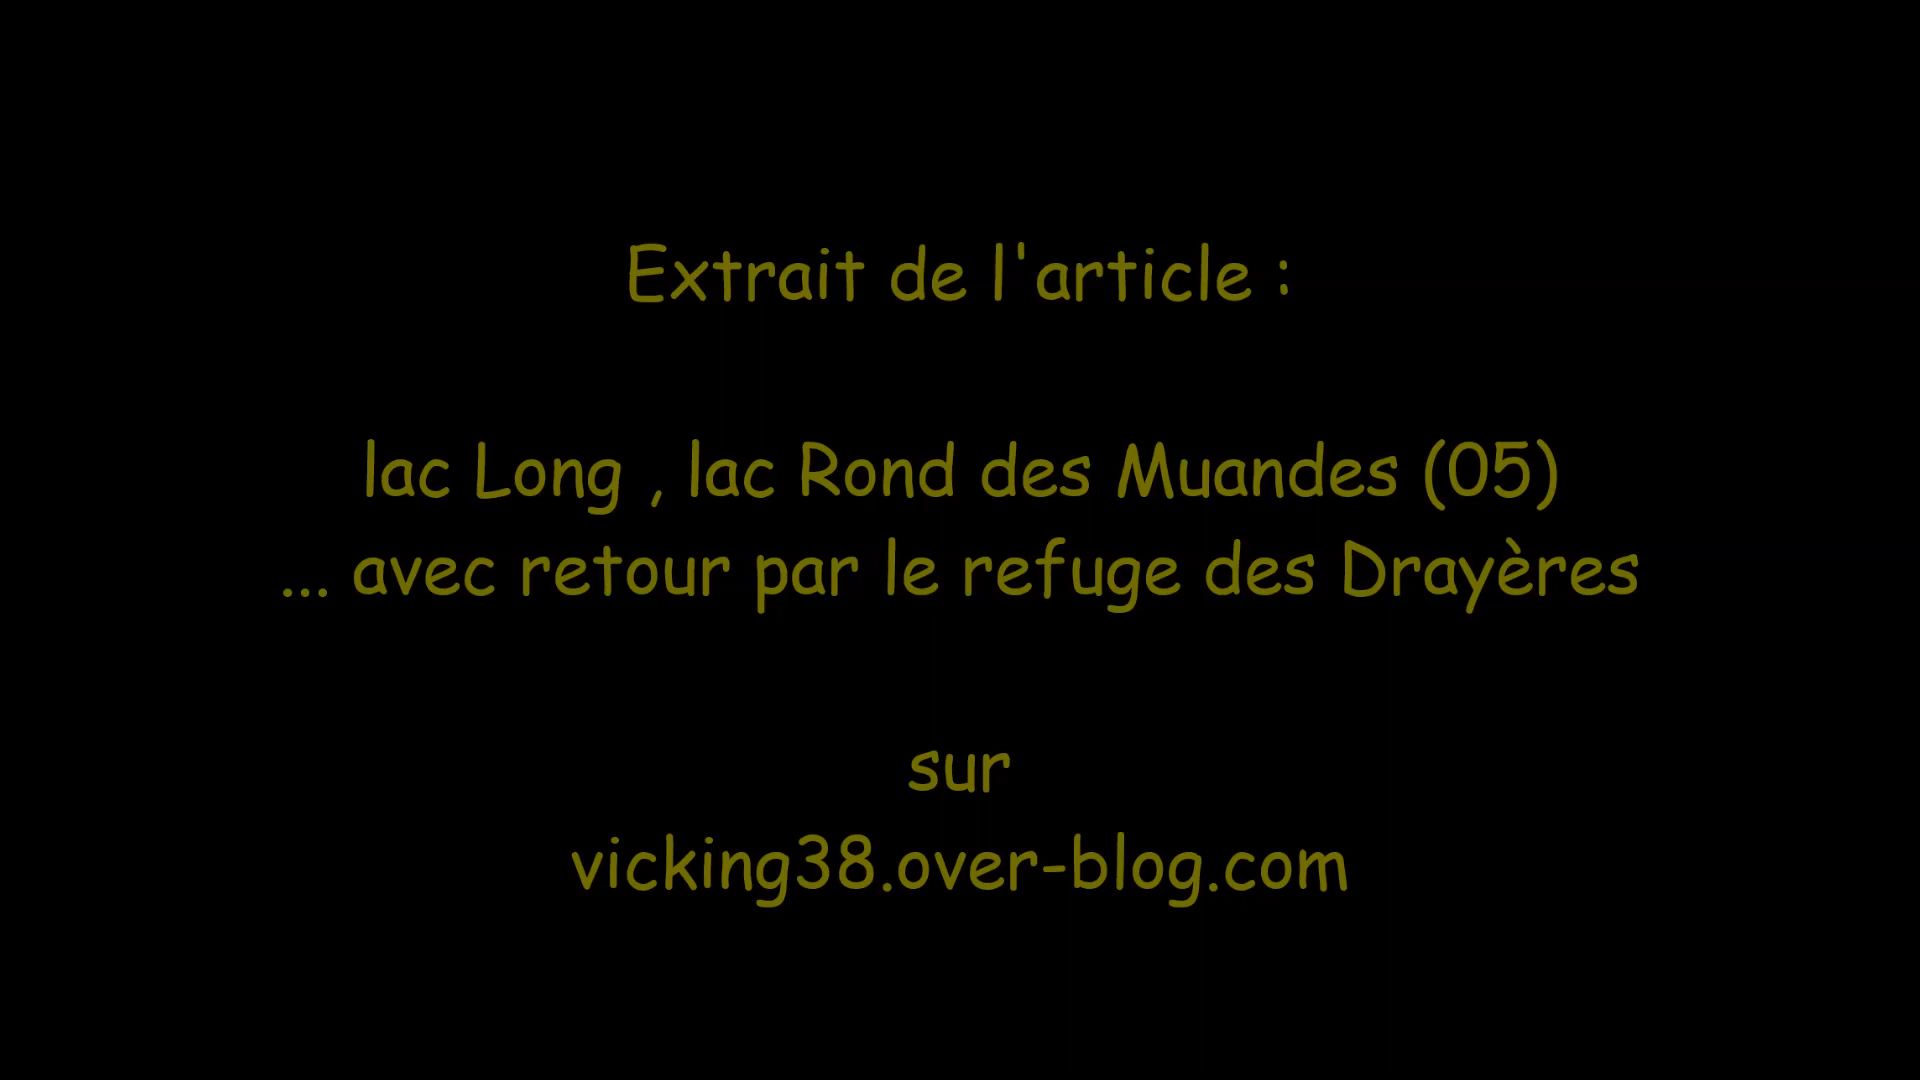 Extrait de l'article :
lac Long , lac Rond des Muandes (05)
... avec retour par le refuge des Drayères
sur
vicking38.over-blog.com